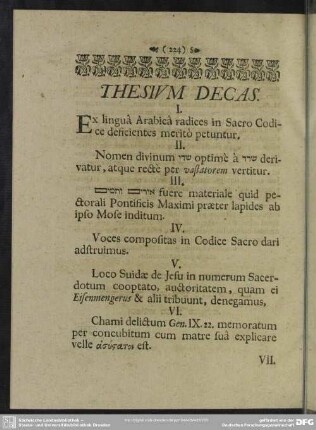 ( 224 )
THESIVM DECAS.
I.
Ex linguâ Arabicâ radices in Sacro Codi-
ce deficientes meritò petuntur.
II.
Nomen divinum שדי optimè à שדד deri-
vatur, atque rectè per vastatorem vertitur.
III.
אורים ותמים fuere materiale quid pe-
ctorali Pontificis Maximi præter lapides ab
ipso Mose inditum.
IV.
Voces compositas in Codice Sacro dari
adstruimus.
V.
Loco Suidæ de Jesu in numerum Sacer-
dotum cooptato, auctoritatem, quam ei
Eisenmengerus & alii tribuunt, denegamus,
VI.
Chami delictum Gen. IX. 22. memoratum
per concubitum cum matre suâ explicare
velle ἀσύστατον est.
VII.